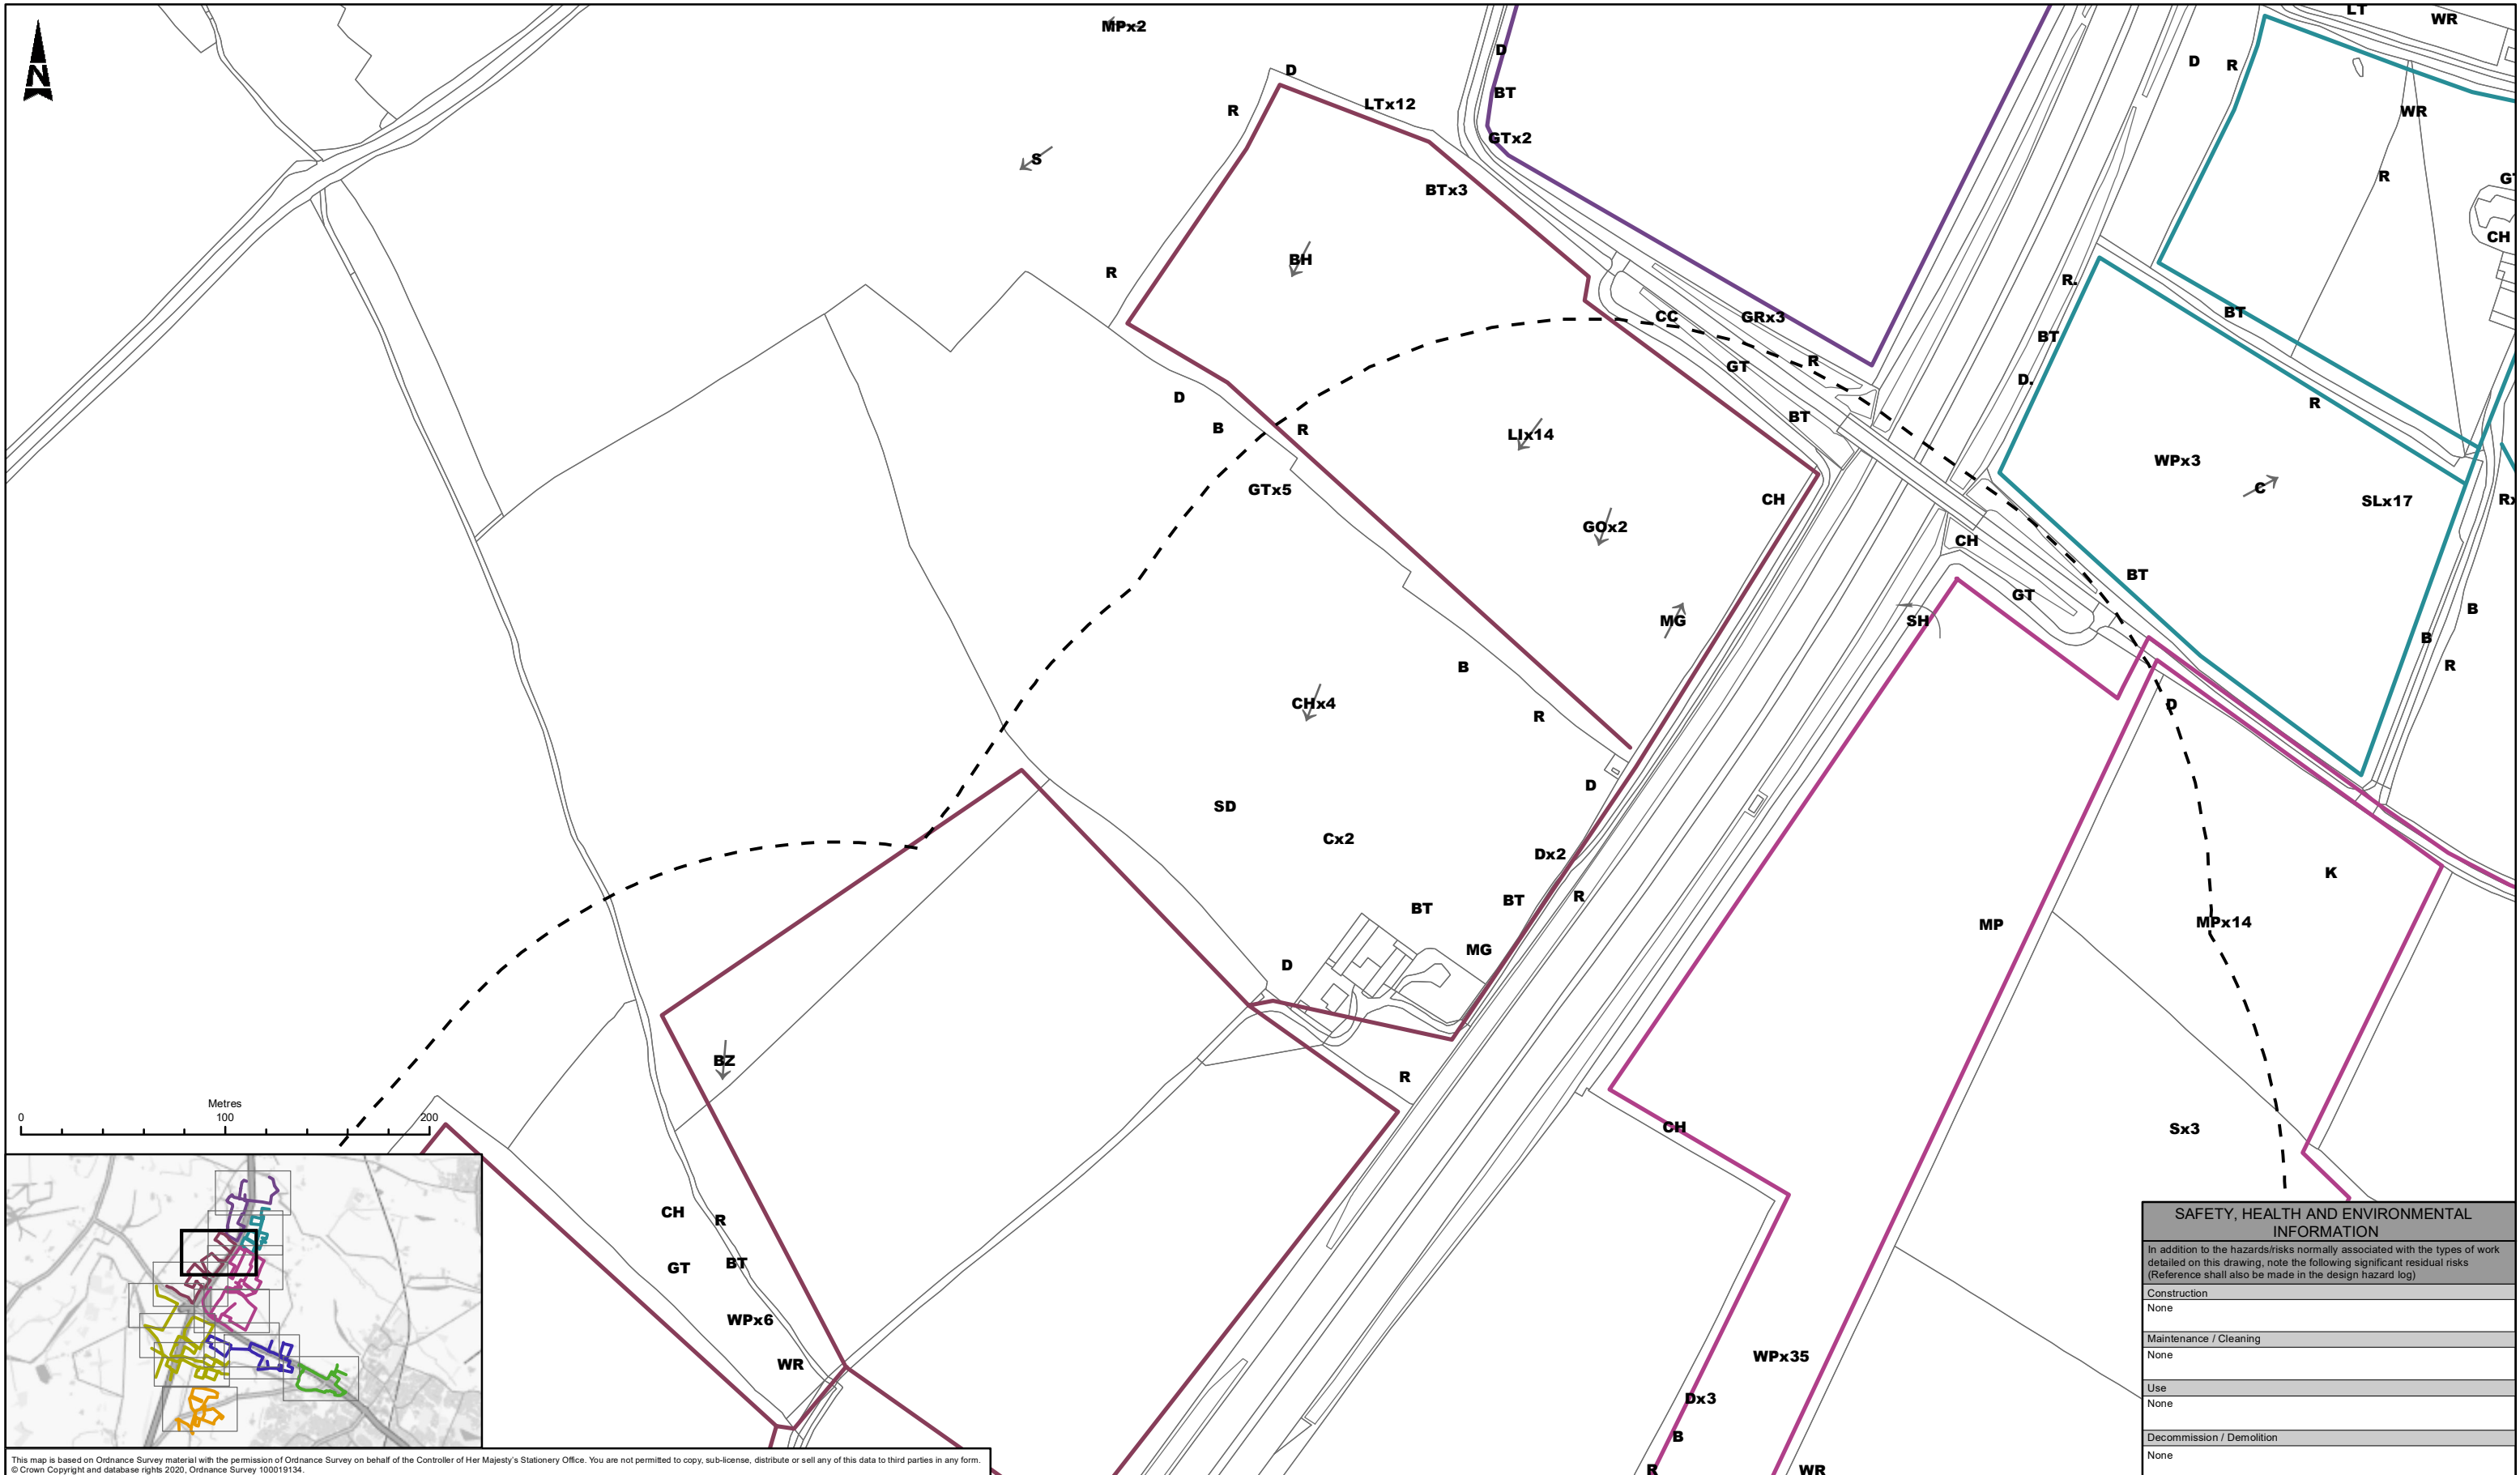 N
MPx2
D
R
LTx12
D
BT
GTx2
S
R
BTx3
BH
LT
WR
D
R
WR
R
CH
R.
BT
BT
D.
CC
GRx3
GT
R
BT
R
D
B
R
GTx5
LIx14
GOx2
CH
MG
WPx3
C
SLx17
CH
GT
SH
BT
B
B
R
B
R
D
CHx4
SD
Cx2
D
Dx2
R
BT
BT
MG
D
R
MP
K
MPx14
Sx3
CH
BZ
CH
R
GT
BT
WPx6
WR
WPx35
Dx3
B
R
WR
Metres
0 100 200
SAFETY, HEALTH AND ENVIRONMENTAL
INFORMATION
In addition to the hazards/risks normally associated with the types of work
detailed on this drawing, note the following significant residual risks
(Reference shall also be made in the design hazard log)
Construction
None
Maintenance / Cleaning
None
Use
None
Decommission / Demolition
None
This map is based on Ordnance Survey material with the permission of Ordnance Survey on behalf of the Controller of Her Majesty's Stationery Office. You are not permitted to copy, sub-license, distribute or sell any of this data to third parties in any form.
© Crown Copyright and database rights 2020, Ordnance Survey 100019134.